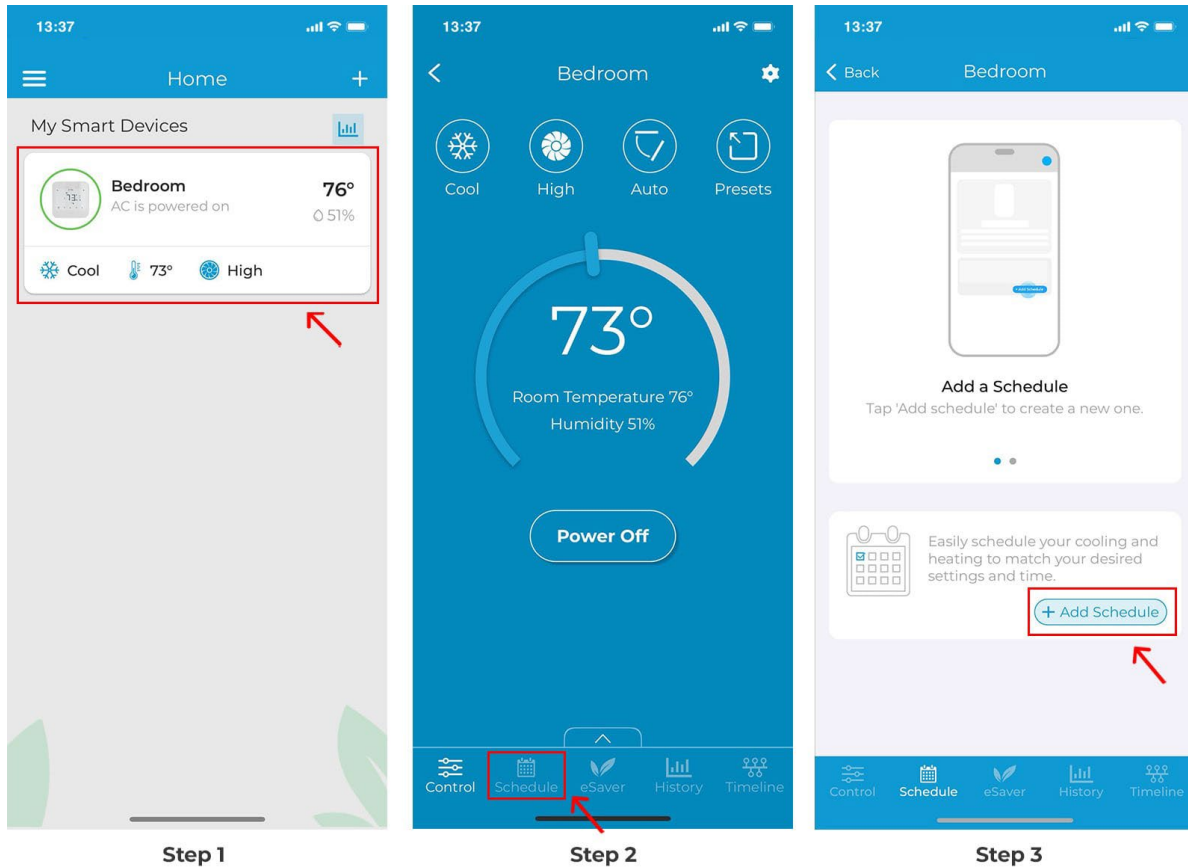 13:37
Home
My Smart Devices
Bedroom
76°
AC is powered on
51%
Cool
73°
High
Step 1
13:37
Bedroom
Cool
High
Auto
Presets
73°
Room Temperature 76°
Humidity 51%
Power Off
Control
Schedule
eSaver
History
Timeline
Step 2
13:37
Back
Bedroom
+ Add Schedule
Add a Schedule
Tap 'Add schedule' to create a new one.
Easily schedule your cooling and
heating to match your desired
settings and time.
+ Add Schedule
Control
Schedule
eSaver
History
Timeline
Step 3